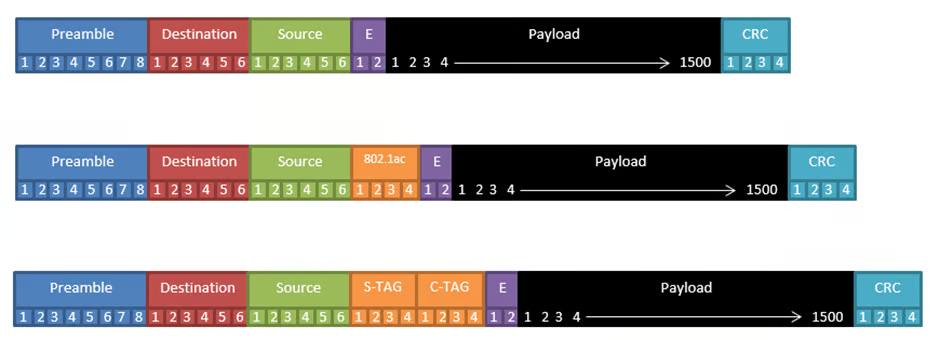 Preamble Destination Source E Payload CRC
1 2 3 4 5 6 7 8 1 2 3 4 5 6 1 2 3 4 5 6 1 2 1 2 3 4 1500 1 2 3 4
Preamble Destination Source 802.1ac E Payload CRC
1 2 3 4 5 6 7 8 1 2 3 4 5 6 1 2 3 4 5 6 1 2 3 4 1 2 1 2 3 4 1500 1 2 3 4
Preamble Destination Source S-TAG C-TAG E Payload CRC
1 2 3 4 5 6 7 8 1 2 3 4 5 6 1 2 3 4 5 6 1 2 3 4 1 2 3 4 1 2 1 2 3 4 1500 1 2 3 4